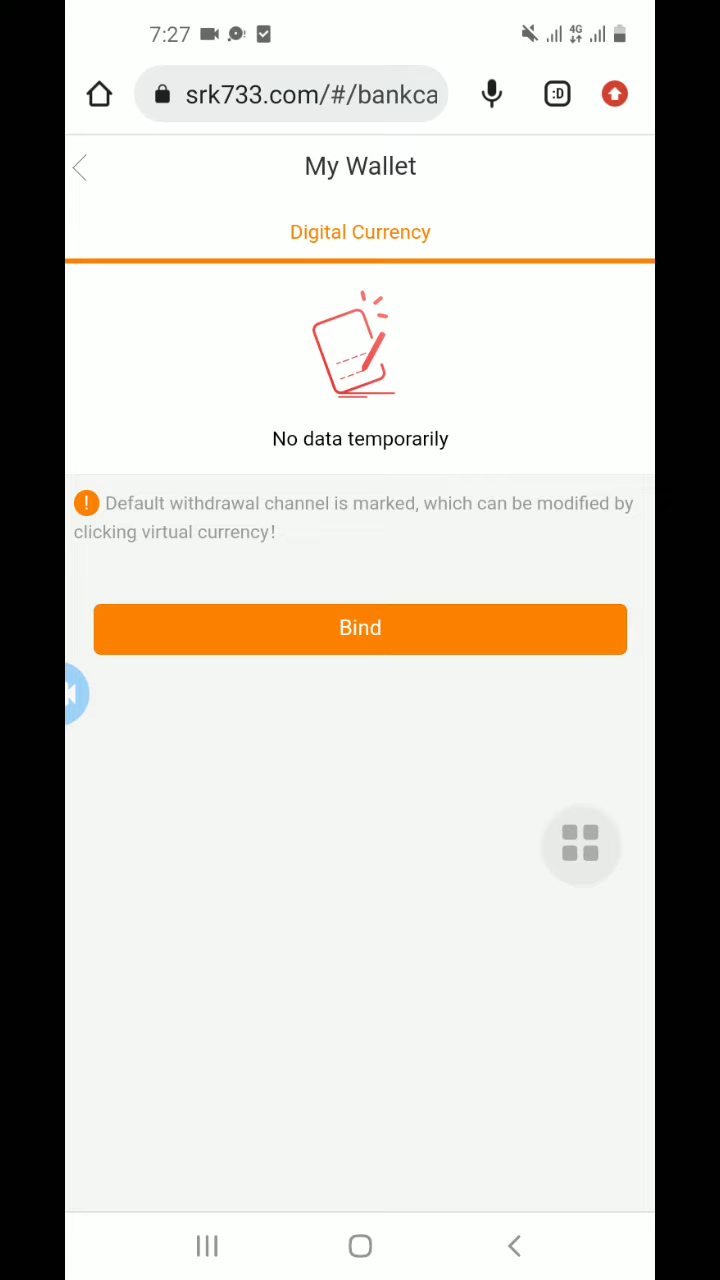 7:27
4G
srk733.com/#/bankca
:D
My Wallet
Digital Currency
No data temporarily
! Default withdrawal channel is marked, which can be modified by
clicking virtual currency!
Bind